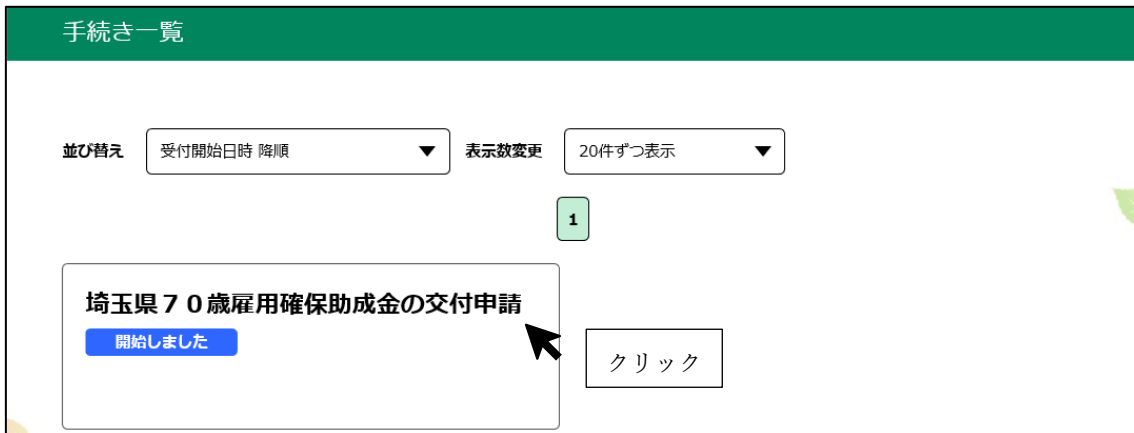 手続き一覧
並び替え 受付開始日時 降順 ▼ 表示数変更 20件ずつ表示 ▼
1
埼玉県７０歳雇用確保助成金の交付申請
開始しました
クリック